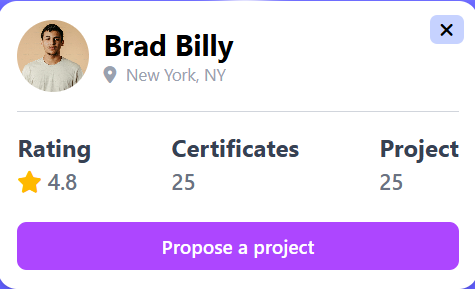 Brad Billy
New York, NY
Rating Certificates Project
4.8 25 25
Propose a project